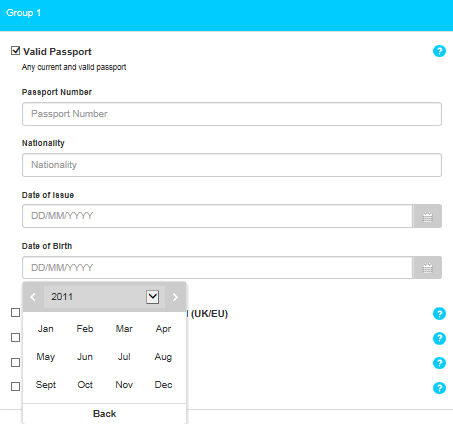 Group 1
Valid Passport
?
Any current and valid passport
Passport Number
Passport Number
Nationality
Nationality
Date of Issue
DD/MM/YYYY
Date of Birth
DD/MM/YYYY
2011
(UK/EU)
?
Jan Feb Mar Apr
?
May Jun Jul Aug
?
Sept Oct Nov Dec
?
Back